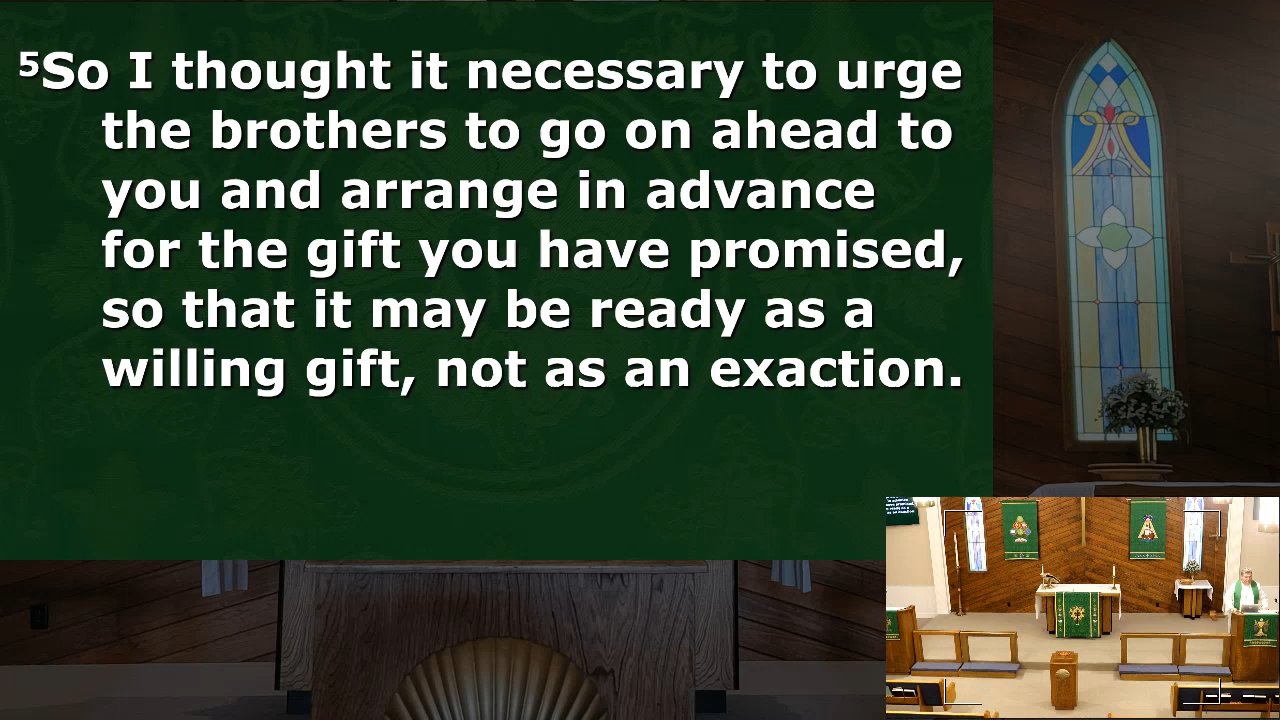 ⁵So I thought it necessary to urge
the brothers to go on ahead to
you and arrange in advance
for the gift you have promised,
so that it may be ready as a
willing gift, not as an exaction.